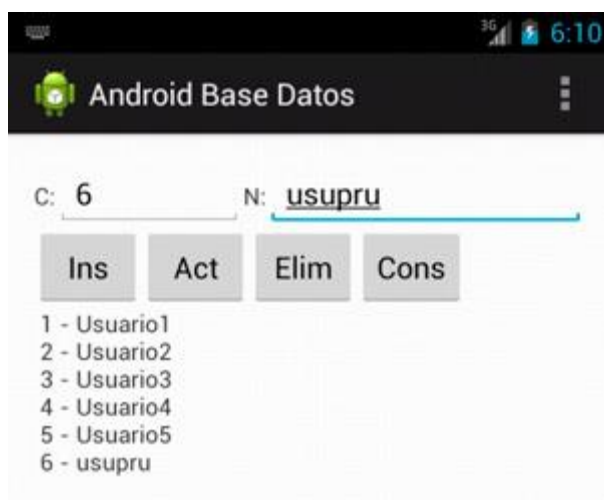 3G 6:10
Android Base Datos
C: 6 N: usupru
Ins Act Elim Cons
1 - Usuario1
2 - Usuario2
3 - Usuario3
4 - Usuario4
5 - Usuario5
6 - usupru